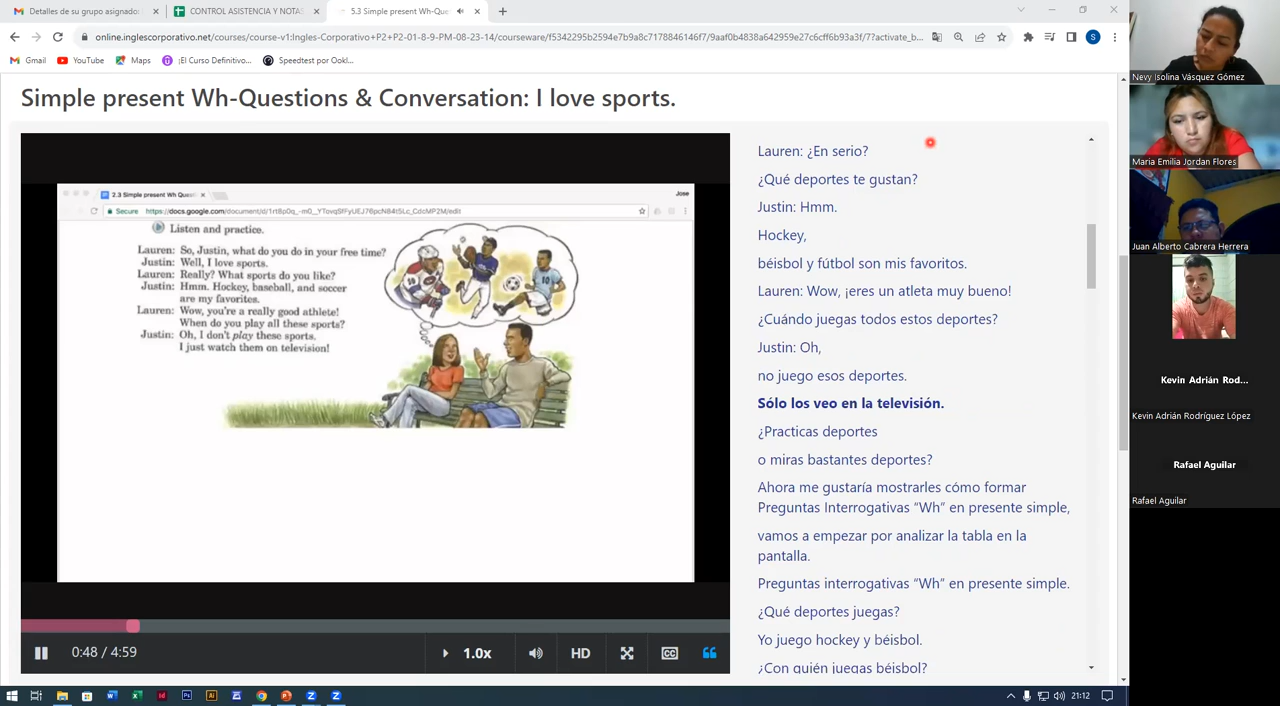 Detalles de su grupo asignado
CONTROL ASISTENCIA Y NOTAS
5.3 Simple present Wh-Que
online.inglescorporativo.net/courses/course-v1:Ingles-Corporativo+P2+P2-01-8-9-PM-08-23-14/courseware/f5342295b2594e7b9a8c7178846146f7/9aaf0b4838a642959e27c6cff6b93a3f/7?activate_b...
S
Gmail
YouTube
Maps
¡El Curso Definitivo...
Speedtest por Ookl...
Simple present Wh-Questions & Conversation: I love sports.
2.3 Simple present Wh Quest
Jose
Secure
Listen and practice.
Lauren: So, Justin, what do you do in your free time?
Justin: Well, I love sports.
Lauren: Really? What sports do you like?
Justin: Hmm. Hockey, baseball, and soccer
are my favorites.
Lauren: Wow, you're a really good athlete!
When do you play all these sports?
Justin: Oh, I don't play these sports.
I just watch them on television!
10
10
0:48 / 4:59
1.0x
HD
CC
Lauren: ¿En serio?
¿Qué deportes te gustan?
Justin: Hmm.
Hockey,
béisbol y fútbol son mis favoritos.
Lauren: Wow, ¡eres un atleta muy bueno!
¿Cuándo juegas todos estos deportes?
Justin: Oh,
no juego esos deportes.
Sólo los veo en la televisión.
¿Practicas deportes
o miras bastantes deportes?
Ahora me gustaría mostrarles cómo formar
Preguntas Interrogativas “Wh” en presente simple,
vamos a empezar por analizar la tabla en la
pantalla.
Preguntas interrogativas “Wh” en presente simple.
¿Qué deportes juegas?
Yo juego hockey y béisbol.
¿Con quién juegas béisbol?
Nevy Isolina Vásquez Gómez
Maria Emilia Jordan Flores
Juan Alberto Cabrera Herrera
Kevin Adrián Rod...
Kevin Adrián Rodríguez López
Rafael Aguilar
Rafael Aguilar
21:12